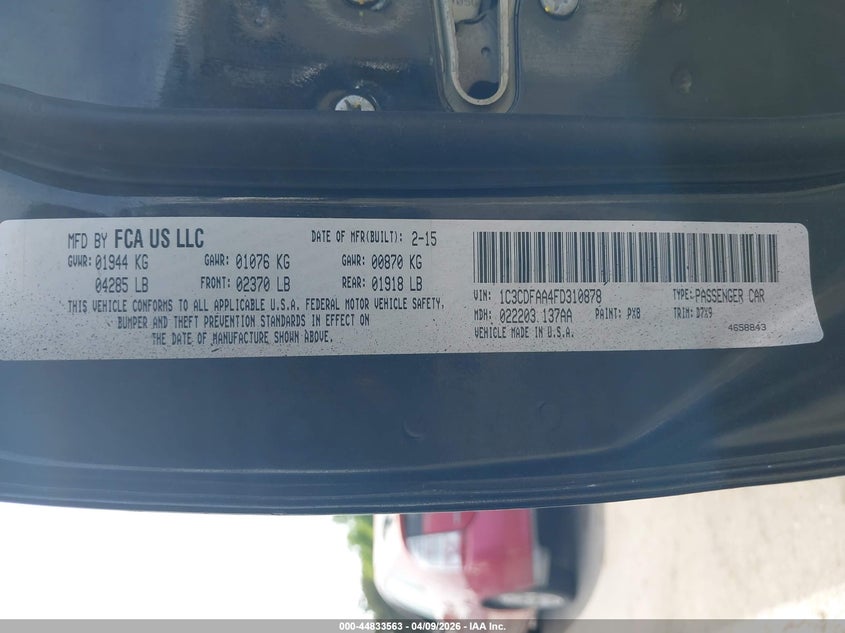 MFD BY FCA US LLC DATE OF MFR(BUILT): 2-15
GVWR: 01944 KG GAWR: 01076 KG GAWR: 00870 KG
04285 LB FRONT: 02370 LB REAR: 01918 LB
THIS VEHICLE CONFORMS TO ALL APPLICABLE U.S.A. FEDERAL MOTOR VEHICLE SAFETY,
BUMPER AND THEFT PREVENTION STANDARDS IN EFFECT ON
THE DATE OF MANUFACTURE SHOWN ABOVE.
VIN: 1C3CDFAA4FD310878 TYPE: PASSENGER CAR
MDH: 022203 137AA PAINT: PX8 TRIM: D7X9
VEHICLE MADE IN U.S.A. 4658843
000-44833563 | 04/09/2026 | IAA Inc.